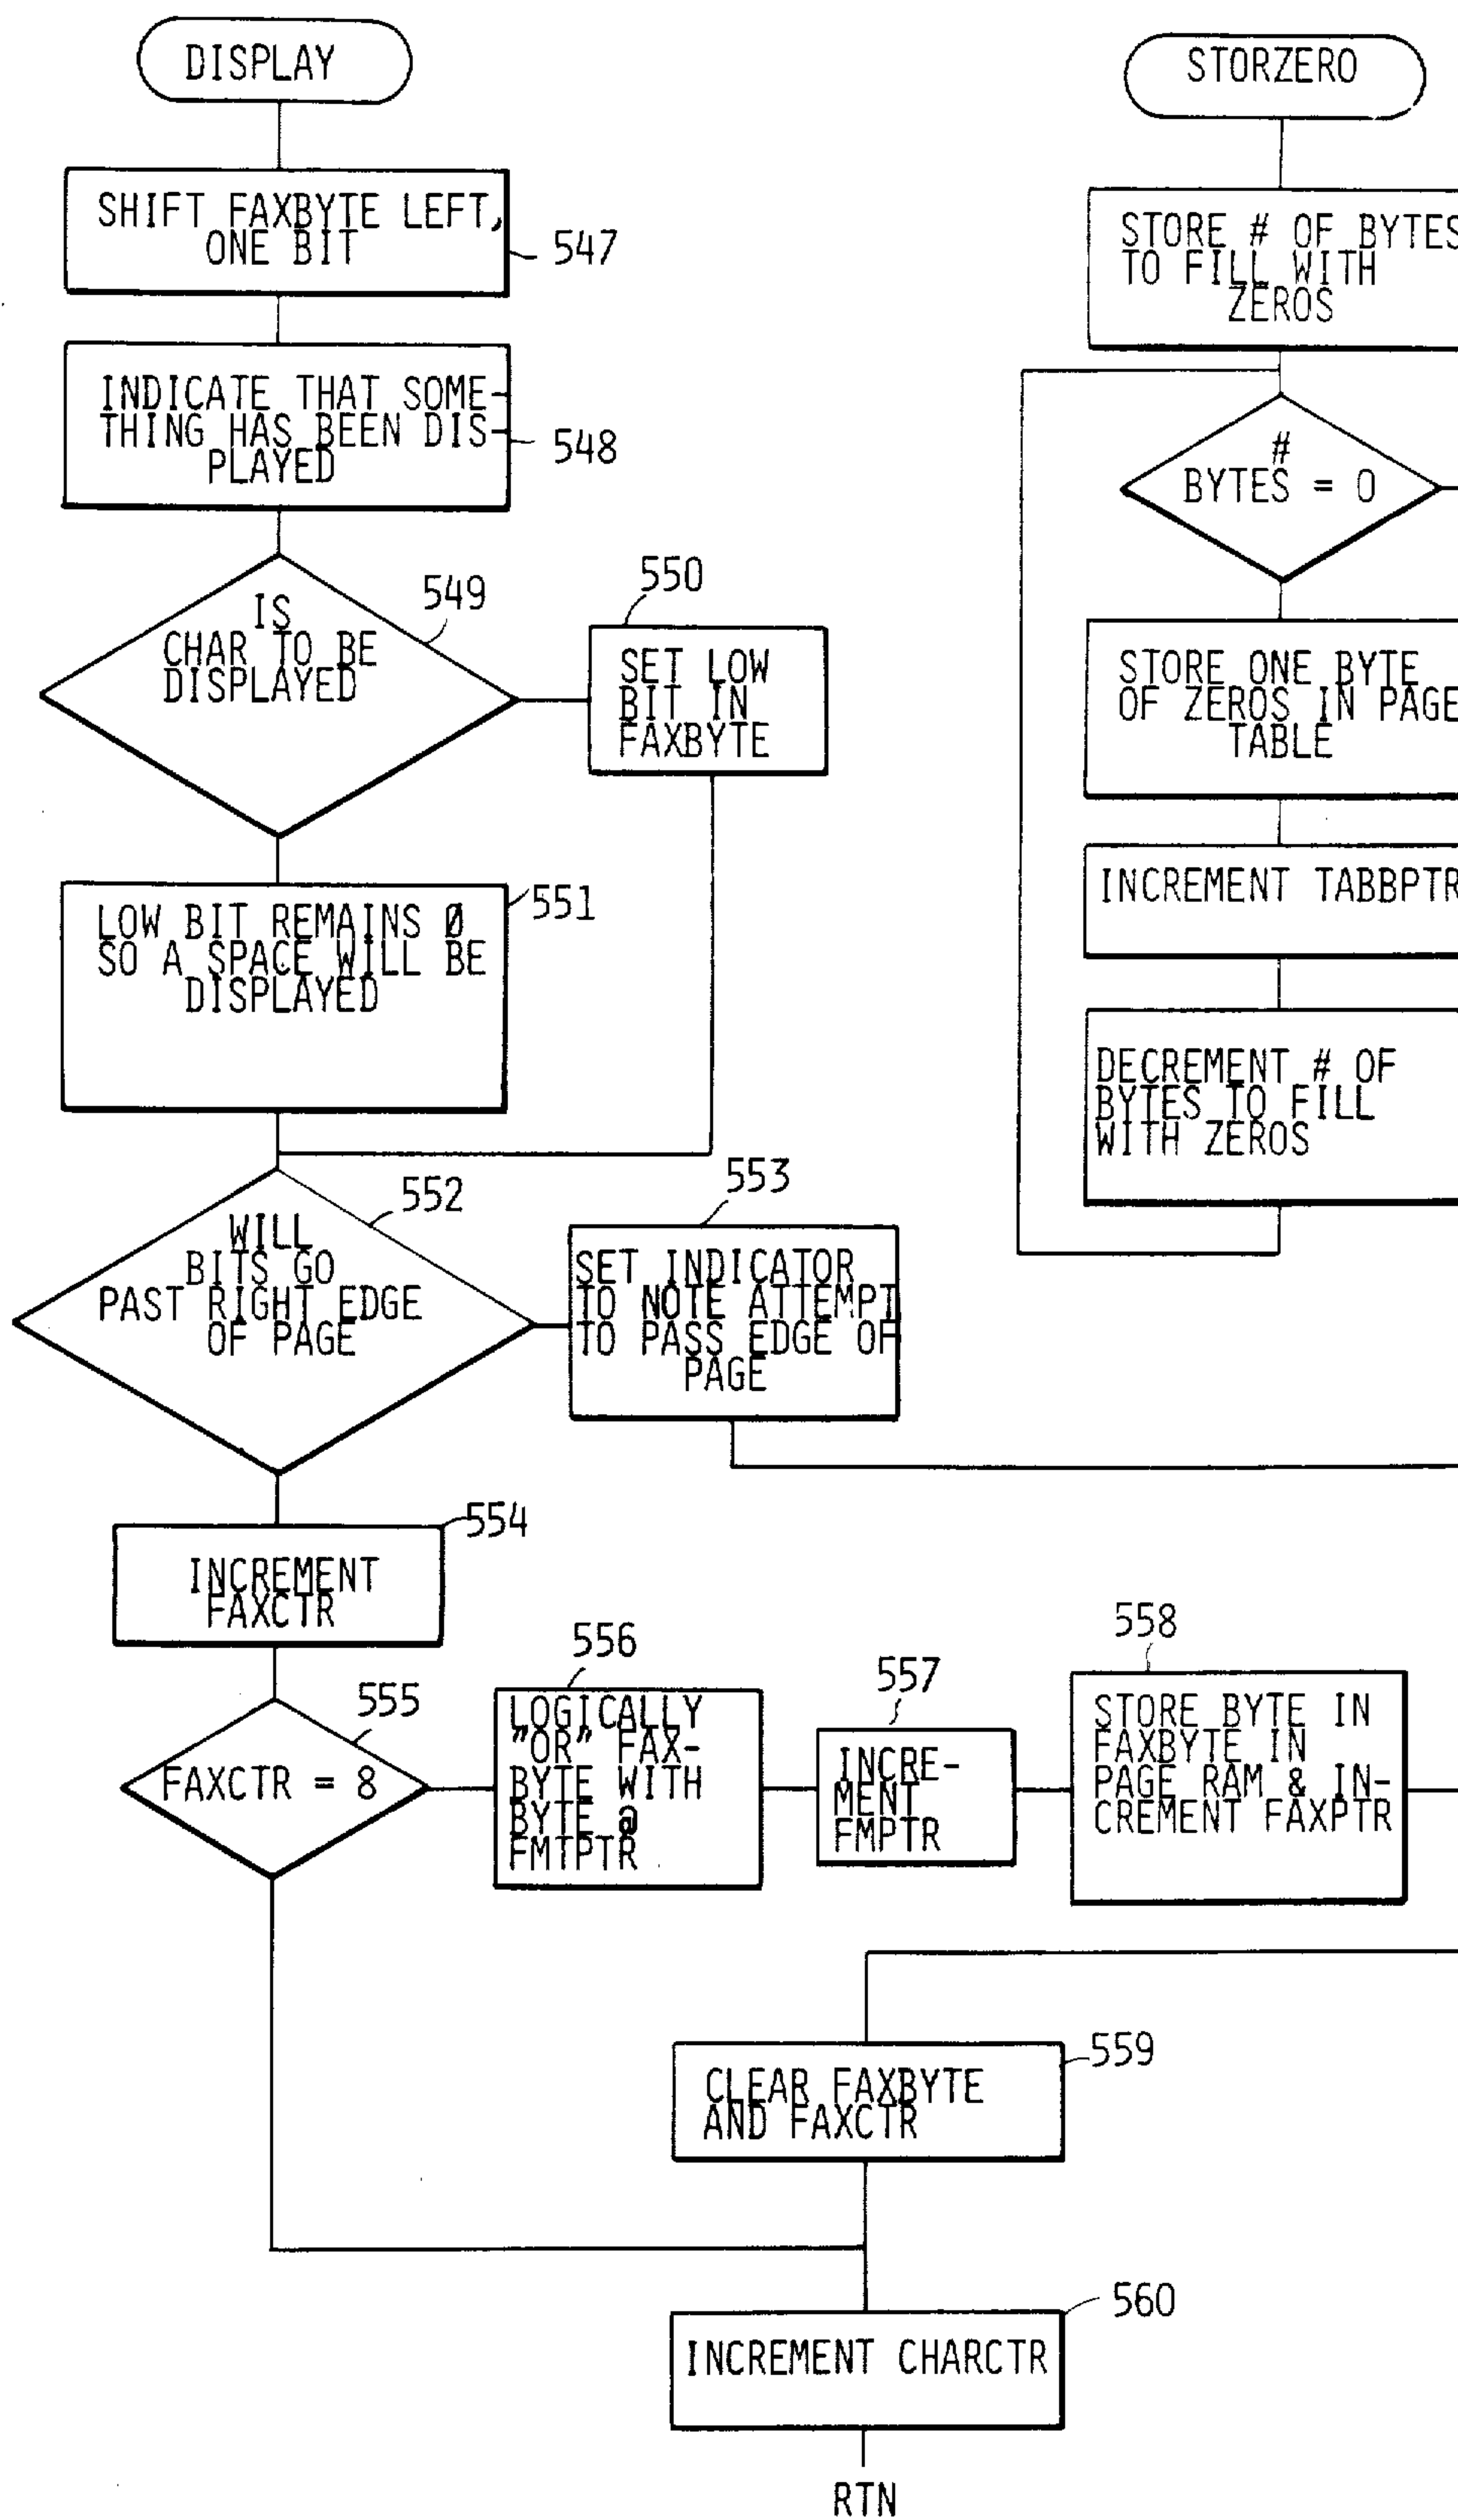 DISPLAY
SHIFT FAXBYTE LEFT,
ONE BIT
547
INDICATE THAT SOME-
THING HAS BEEN DIS-
PLAYED
548
549
IS
CHAR TO BE
DISPLAYED
550
SET LOW
BIT IN
FAXBYTE
551
LOW BIT REMAINS Ø
SO A SPACE WILL BE
DISPLAYED
552
WILL
BITS GO
PAST RIGHT EDGE
OF PAGE
553
SET INDICATOR
TO NOTE ATTEMPT
TO PASS EDGE OF
PAGE
554
INCREMENT
FAXCTR
555
FAXCTR = 8
556
LOGICALLY
"OR" FAX-
BYTE WITH
BYTE @
FMTPTR
557
INCRE-
MENT
FMPTR
558
STORE BYTE IN
FAXBYTE IN
PAGE RAM & IN-
CREMENT FAXPTR
559
CLEAR FAXBYTE
AND FAXCTR
560
INCREMENT CHARCTR
RTN
STORZERO
STORE # OF BYTES
TO FILL WITH
ZEROS
#
BYTES = 0
STORE ONE BYTE
OF ZEROS IN PAGE
TABLE
INCREMENT TABBPTR
DECREMENT # OF
BYTES TO FILL
WITH ZEROS